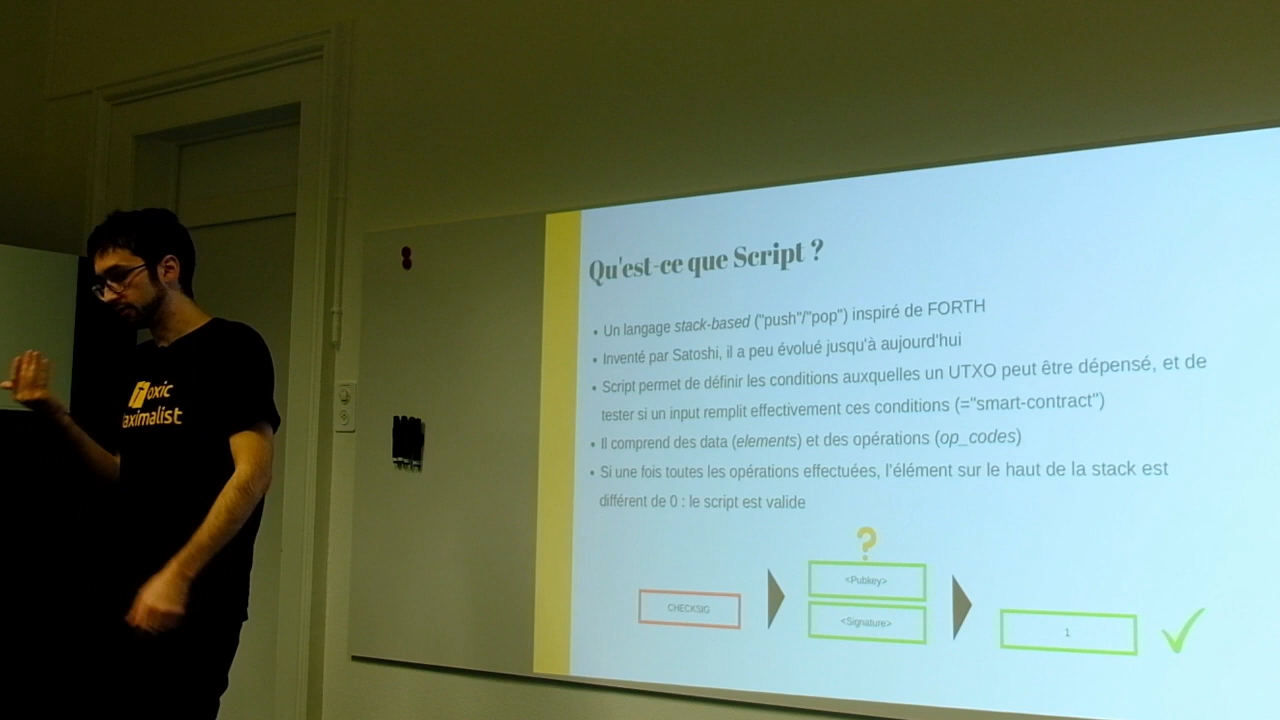 Toxic
Maximalist
Qu'est-ce que Script ?
• Un langage stack-based ("push"/"pop") inspiré de FORTH
• Inventé par Satoshi, il a peu évolué jusqu'à aujourd'hui
• Script permet de définir les conditions auxquelles un UTXO peut être dépensé, et de
tester si un input remplit effectivement ces conditions (="smart-contract")
• Il comprend des data (elements) et des opérations (op_codes)
• Si une fois toutes les opérations effectuées, l'élément sur le haut de la stack est
différent de 0 : le script est valide
?
<Pubkey>
CHECKSIG
<Signature>
1